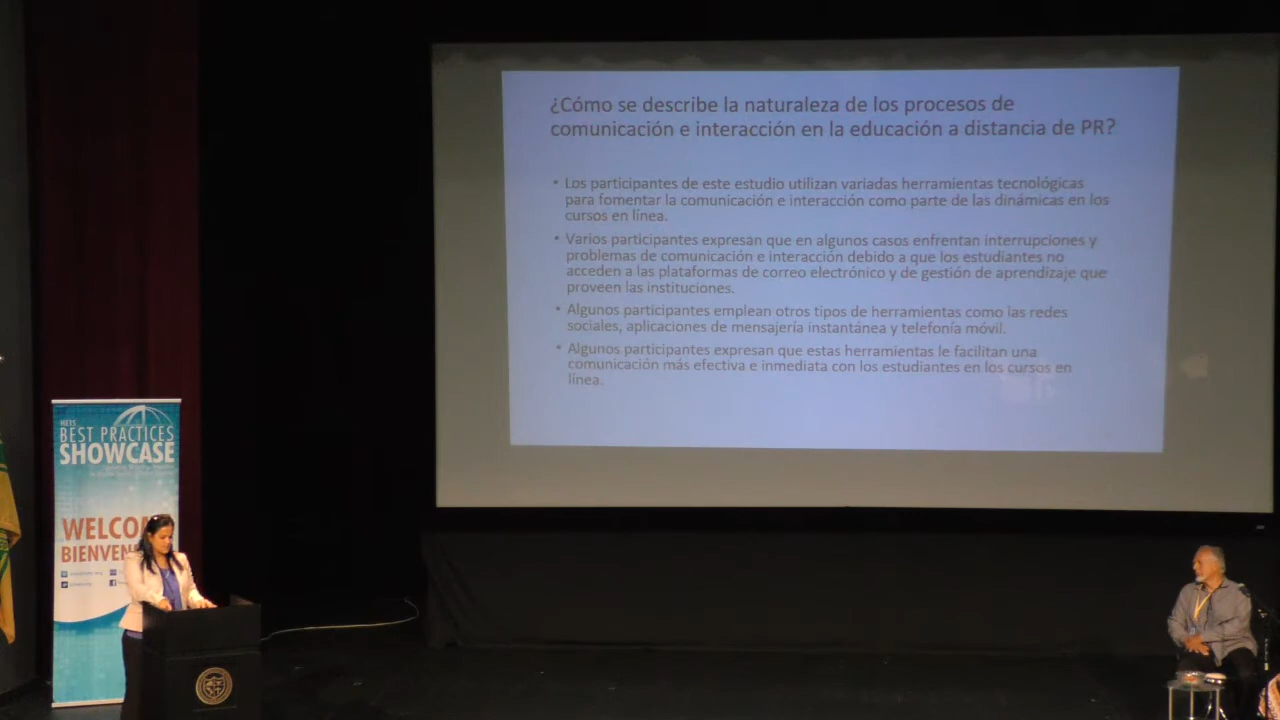 ¿Cómo se describe la naturaleza de los procesos de
comunicación e interacción en la educación a distancia de PR?
• Los participantes de este estudio utilizan variadas herramientas tecnológicas
para fomentar la comunicación e interacción como parte de las dinámicas en los
cursos en línea.
• Varios participantes expresan que en algunos casos enfrentan interrupciones y
problemas de comunicación e interacción debido a que los estudiantes no
acceden a las plataformas de correo electrónico y de gestión de aprendizaje que
proveen las instituciones.
• Algunos participantes emplean otros tipos de herramientas como las redes
sociales, aplicaciones de mensajería instantánea y telefonía móvil.
• Algunos participantes expresan que estas herramientas le facilitan una
comunicación más efectiva e inmediata con los estudiantes en los cursos en
línea.
HETS
BEST PRACTICES
SHOWCASE
WELCO
BIENVEN